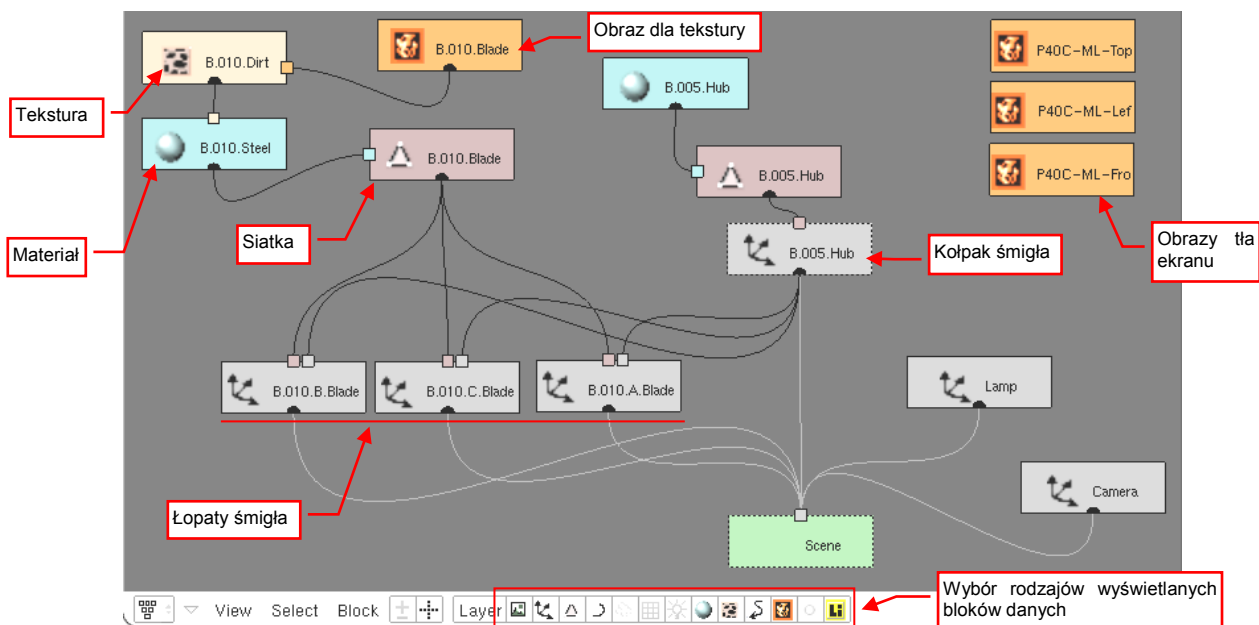 Obraz dla tekstury
B.010.Dirt
B.010.Blade
P40C-ML-Top
B.005.Hub
Tekstura
P40C-ML-Lef
B.010.Steel
B.010.Blade
B.005.Hub
P40C-ML-Fro
Materiał
Siatka
B.005.Hub
Kołpak śmigła
Obrazy tła
ekranu
B.010.B.Blade
B.010.C.Blade
B.010.A.Blade
Lamp
Camera
Łopaty śmigła
Scene
Wybór rodzajów wyświetlanych
bloków danych
View Select Block Layer
Li